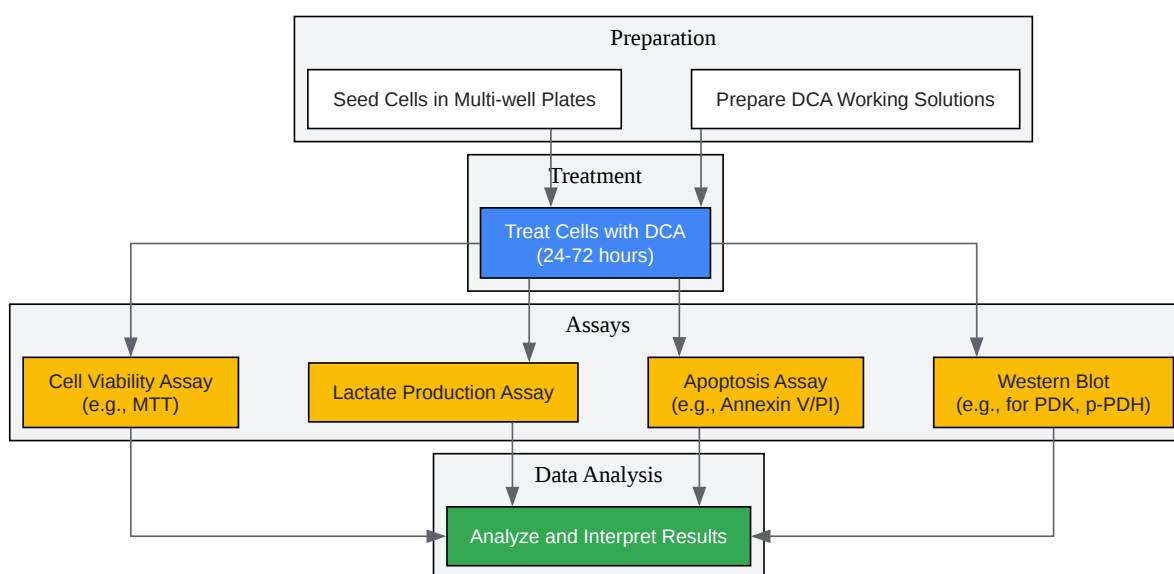 Preparation
Seed Cells in Multi-well Plates
Prepare DCA Working Solutions
Treatment
Treat Cells with DCA
(24-72 hours)
Assays
Cell Viability Assay
(e.g., MTT)
Lactate Production Assay
Apoptosis Assay
(e.g., Annexin V/PI)
Western Blot
(e.g., for PDK, p-PDH)
Data Analysis
Analyze and Interpret Results